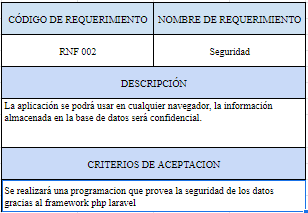 CÓDIGO DE REQUERIMIENTO NOMBRE DE REQUERIMIENTO
RNF 002 Seguridad
DESCRIPCIÓN
La aplicación se podrá usar en cualquier navegador, la información
almacenada en la base de datos será confidencial.
CRITERIOS DE ACEPTACION
Se realizará una programacion que provea la seguridad de los datos
gracias al framework php laravel